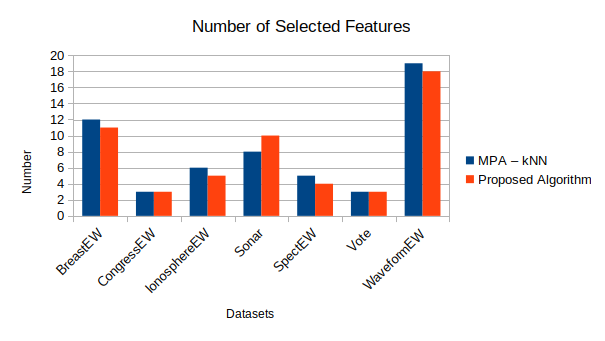 Number of Selected Features
20
18
16
14
12
10
8
6
4
2
0
Number
BreastEW
CongressEW
IonosphereEW
Sonar
SpectEW
Vote
WaveformEW
Datasets
MPA – kNN
Proposed Algorithm